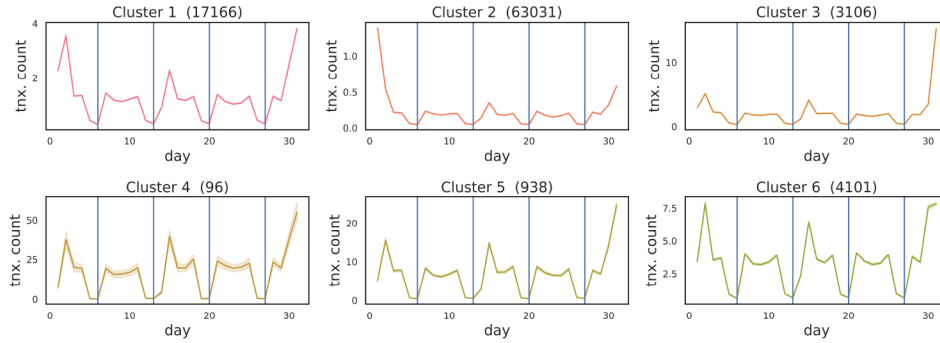 Cluster 1 (17166)
tnx. count
4
2
0
10
20
30
day
Cluster 2 (63031)
tnx. count
1.0
0.5
0.0
0
10
20
30
day
Cluster 3 (3106)
tnx. count
10
0
0
10
20
30
day
Cluster 4 (96)
tnx. count
50
25
0
0
10
20
30
day
Cluster 5 (938)
tnx. count
20
10
0
0
10
20
30
day
Cluster 6 (4101)
tnx. count
7.5
5.0
2.5
0
10
20
30
day